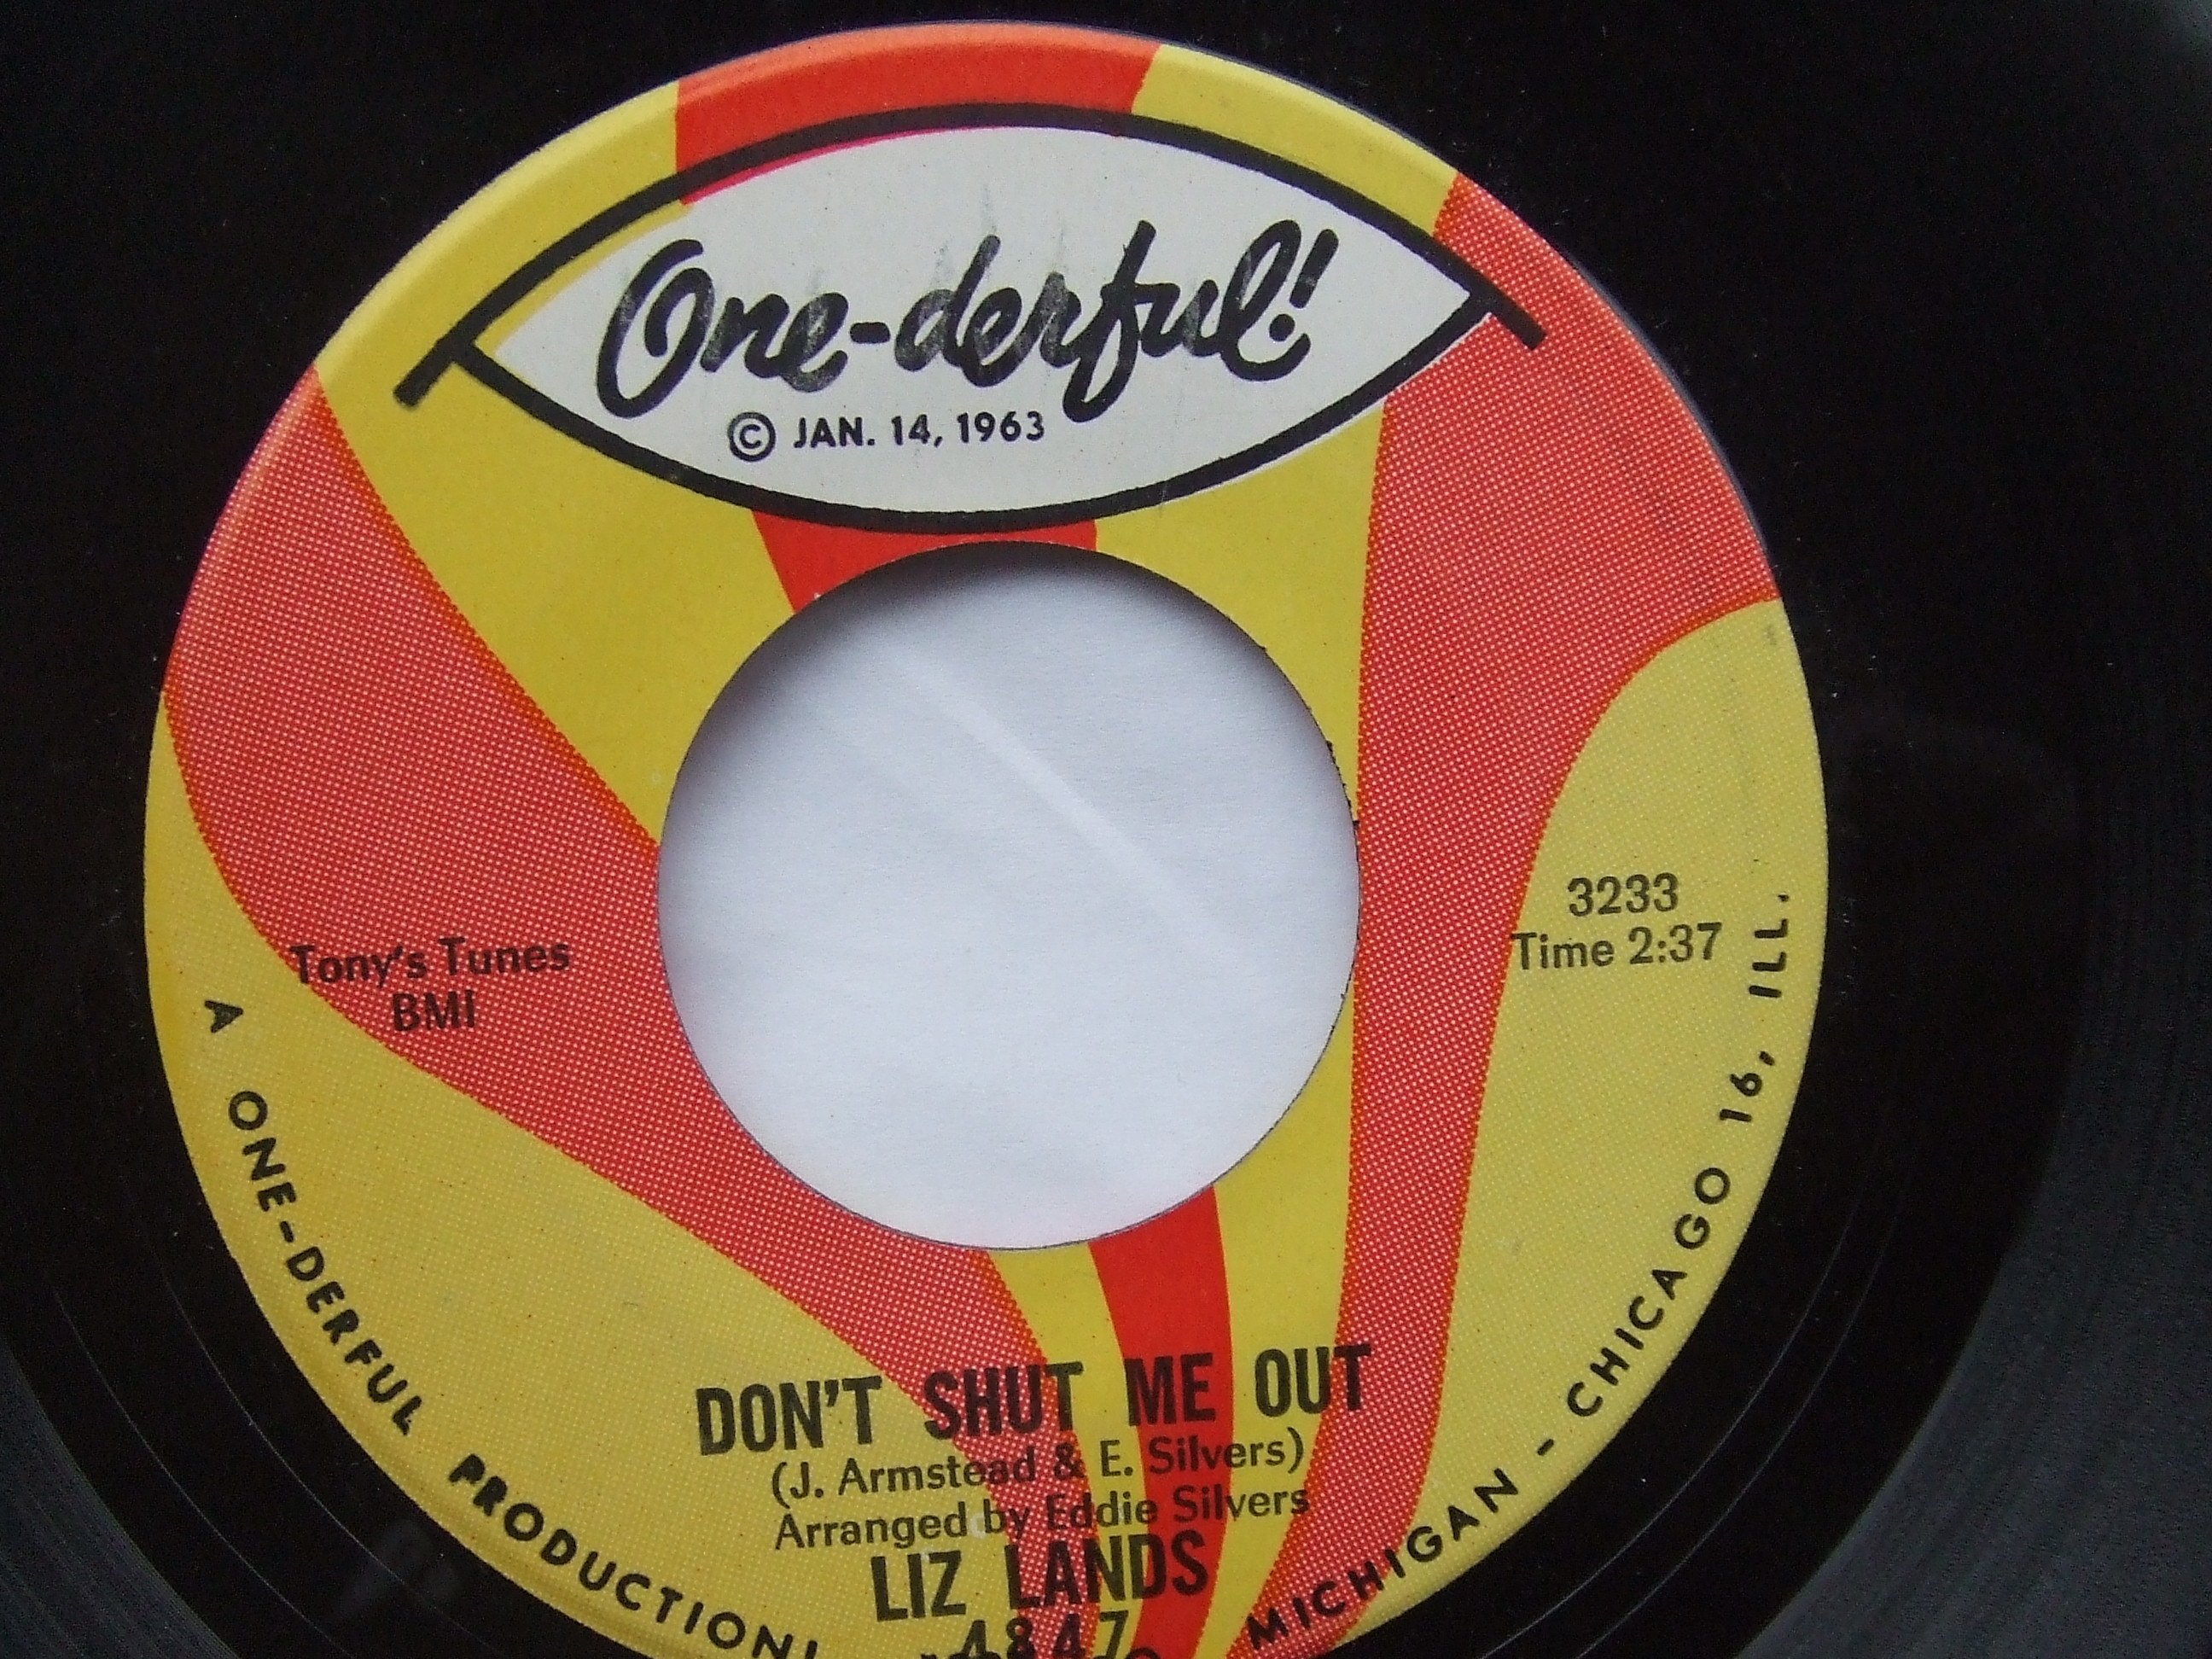 One-derful!
© JAN. 14, 1963
3233
Time 2:37
Tony's Tunes
BMI
DON'T SHUT ME OUT
(J. Armstead & E. Silvers)
Arranged by Eddie Silvers
LIZ LANDS
4847
A ONE-DERFUL PRODUCTION!
MICHIGAN - CHICAGO 16, ILL.